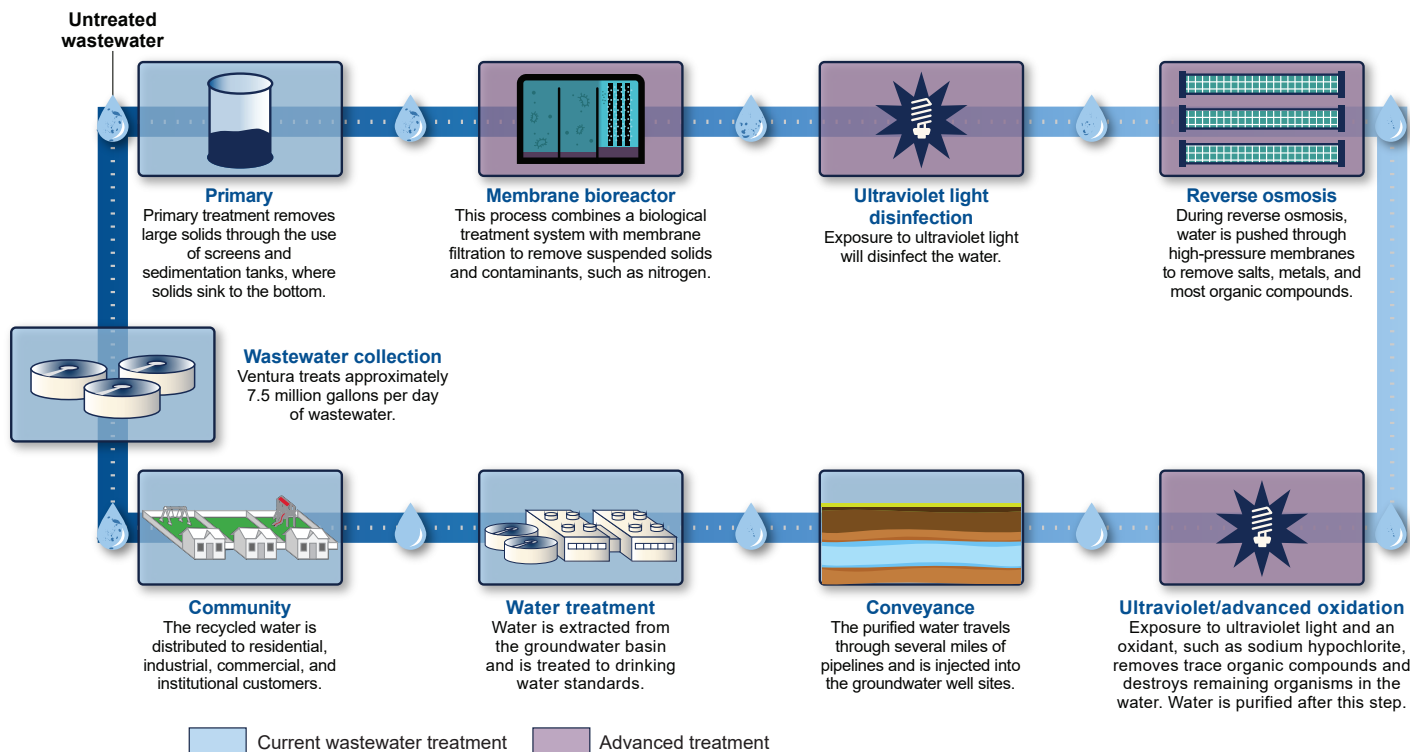 Untreated
wastewater
Primary
Primary treatment removes
large solids through the use
of screens and
sedimentation tanks, where
solids sink to the bottom.
Membrane bioreactor
This process combines a biological
treatment system with membrane
filtration to remove suspended solids
and contaminants, such as nitrogen.
Ultraviolet light
disinfection
Exposure to ultraviolet light
will disinfect the water.
Reverse osmosis
During reverse osmosis,
water is pushed through
high-pressure membranes
to remove salts, metals, and
most organic compounds.
Wastewater collection
Ventura treats approximately
7.5 million gallons per day
of wastewater.
Community
The recycled water is
distributed to residential,
industrial, commercial, and
institutional customers.
Water treatment
Water is extracted from
the groundwater basin
and is treated to drinking
water standards.
Conveyance
The purified water travels
through several miles of
pipelines and is injected into
the groundwater well sites.
Ultraviolet/advanced oxidation
Exposure to ultraviolet light and an
oxidant, such as sodium hypochlorite,
removes trace organic compounds and
destroys remaining organisms in the
water. Water is purified after this step.
Current wastewater treatment
Advanced treatment